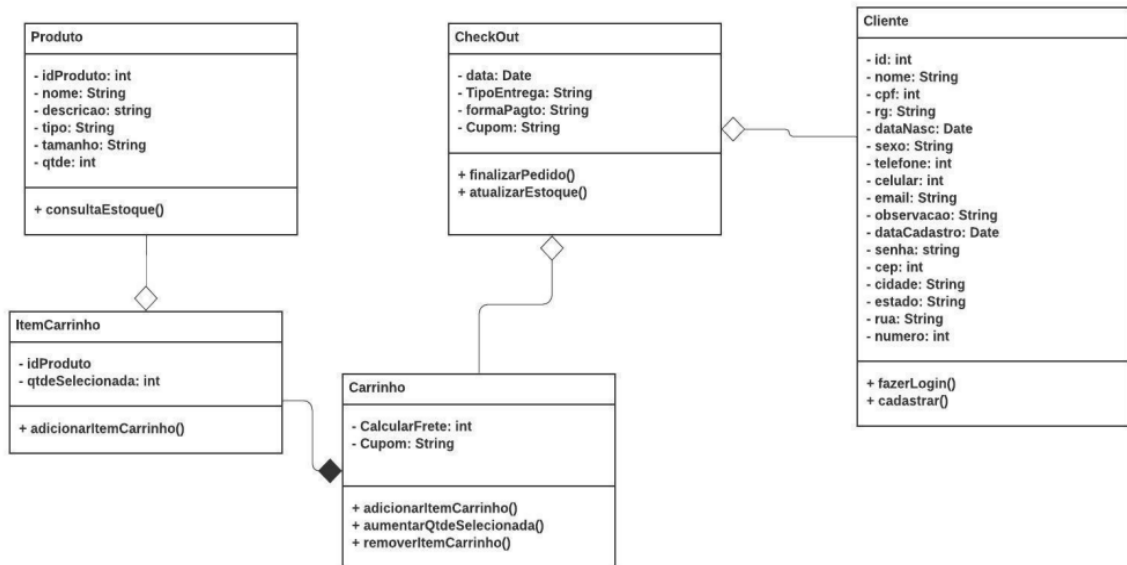 Produto
- idProduto: int
- nome: String
- descricao: string
- tipo: String
- tamanho: String
- qtde: int
+ consultaEstoque()
CheckOut
- data: Date
- TipoEntrega: String
- formaPagto: String
- Cupom: String
+ finalizarPedido()
+ atualizarEstoque()
Cliente
- id: int
- nome: String
- cpf: int
- rg: String
- dataNasc: Date
- sexo: String
- telefone: int
- celular: int
- email: String
- observacao: String
- dataCadastro: Date
- senha: string
- cep: int
- cidade: String
- estado: String
- rua: String
- numero: int
+ fazerLogin()
+ cadastrar()
ItemCarrinho
- idProduto
- qtdeSelecionada: int
+ adicionarItemCarrinho()
Carrinho
- CalcularFrete: int
- Cupom: String
+ adicionarItemCarrinho()
+ aumentarQtdeSelecionada()
+ removerItemCarrinho()